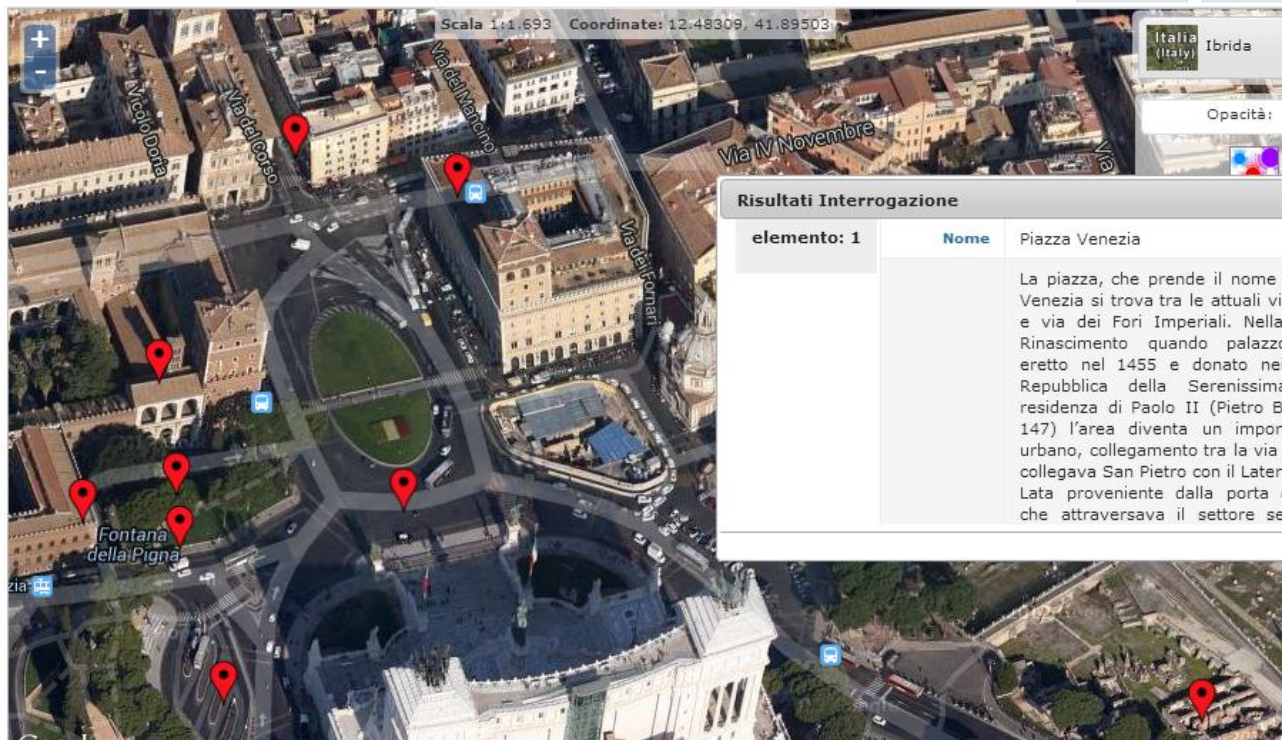 Scala 1:1.693 Coordinate: 12.48309, 41.89503
+
-
Italia
(Italy)
Ibrida
Opacità:
Vicolo Doria
Via del Corso
Via del Mancino
Via IV Novembre
Via
Via dei Fornari
Fontana
della Pigna
zia
Risultati Interrogazione
elemento: 1
Nome
Piazza Venezia
La piazza, che prende il nome
Venezia si trova tra le attuali vi
e via dei Fori Imperiali. Nella
Rinascimento quando palazzo
eretto nel 1455 e donato nel
Repubblica della Serenissima
residenza di Paolo II (Pietro B
147) l'area diventa un impor
urbano, collegamento tra la via
collegava San Pietro con il Later
Lata proveniente dalla porta
che attraversava il settore se